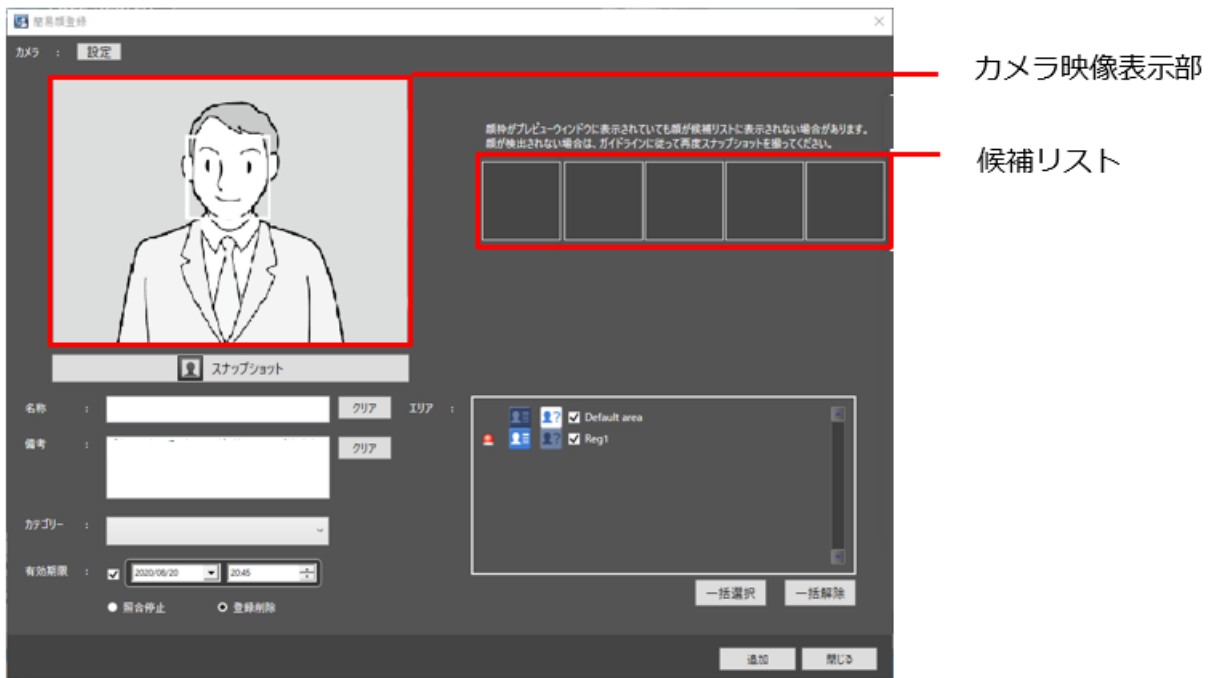 簡易顔登録
カメラ : 設定
カメラ映像表示部
顔枠がプレビューウィンドウに表示されていても顔が候補リストに表示されない場合があります。
顔が検出されない場合は、ガイドラインに従って再度スナップショットを撮ってください。
候補リスト
スナップショット
名称 : クリア
エリア :
Default area
Reg1
備考 : クリア
カテゴリー :
有効期限 : 2020/08/20 20:45
照合停止 登録削除
一括選択 一括解除
追加 閉じる